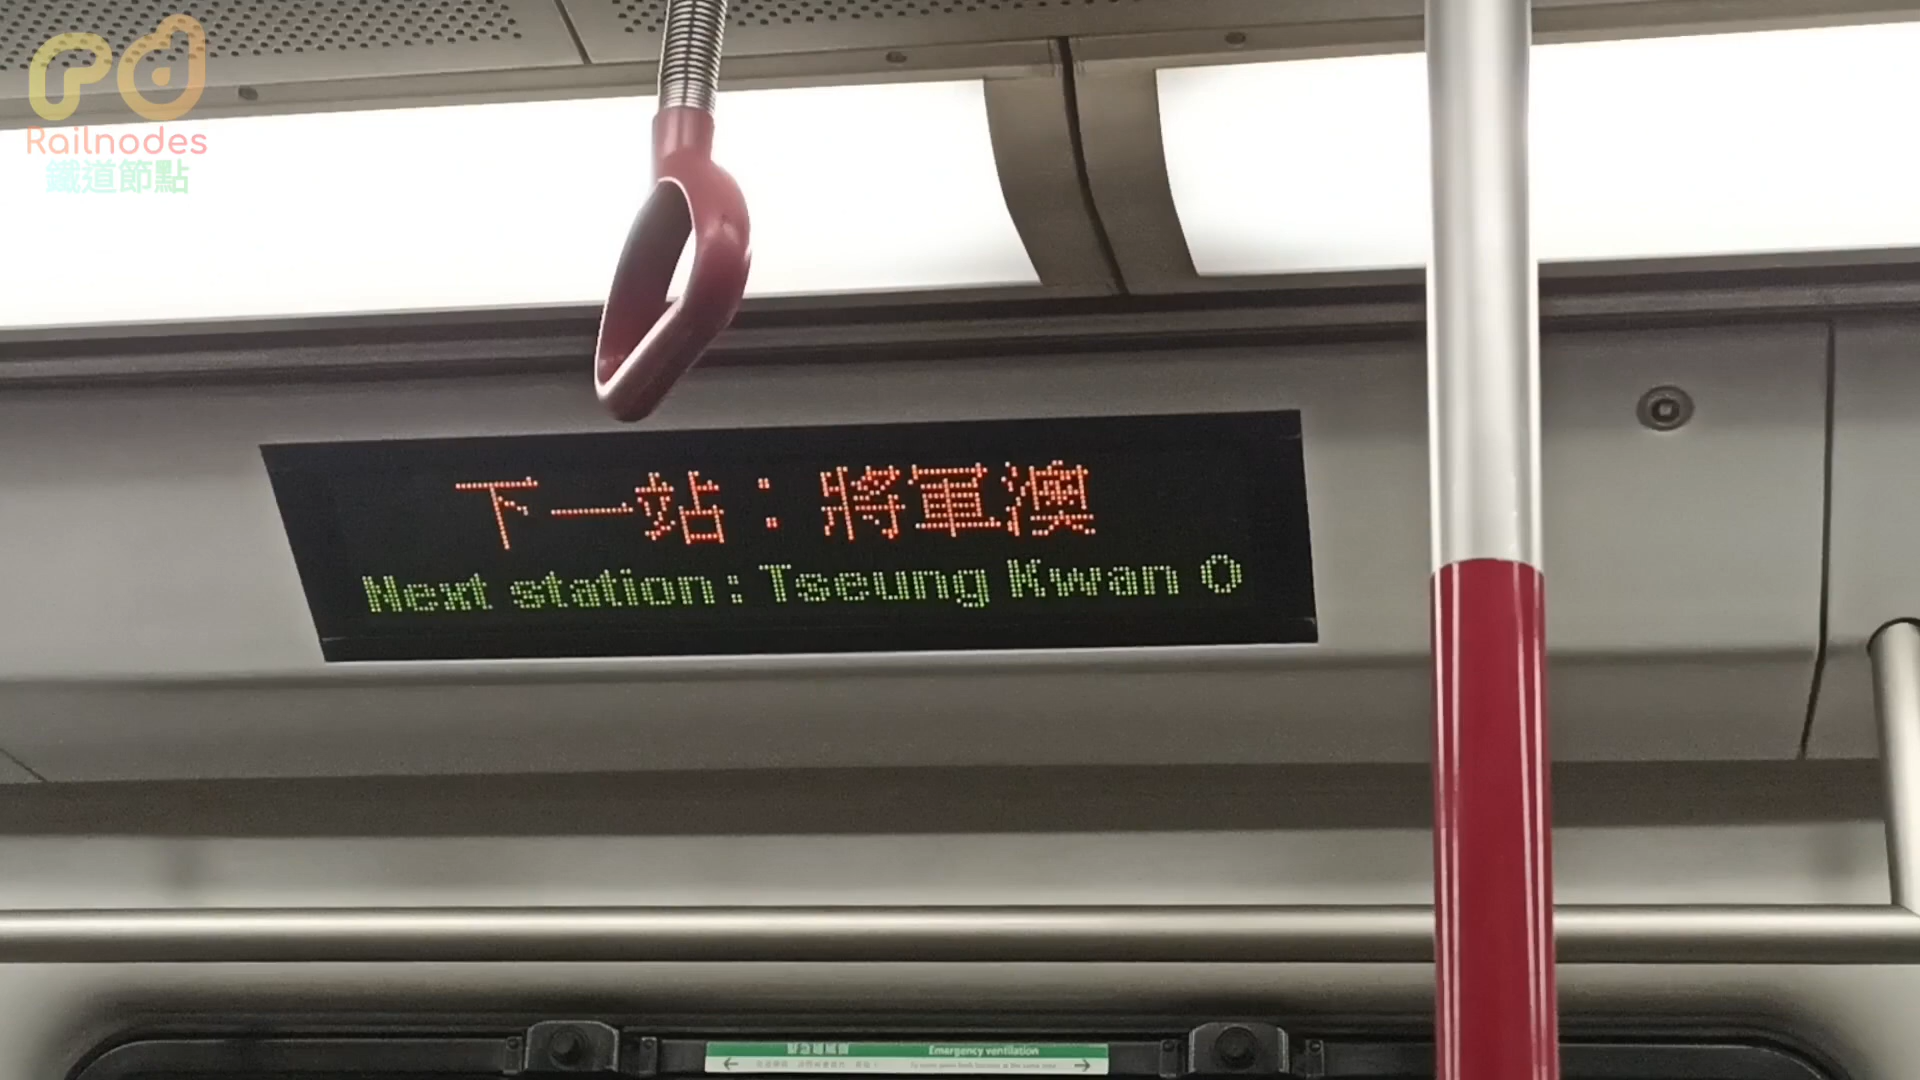 Railnodes
鐵道節點
下一站：將軍澳
Next station: Tseung Kwan O
Emergency ventilation